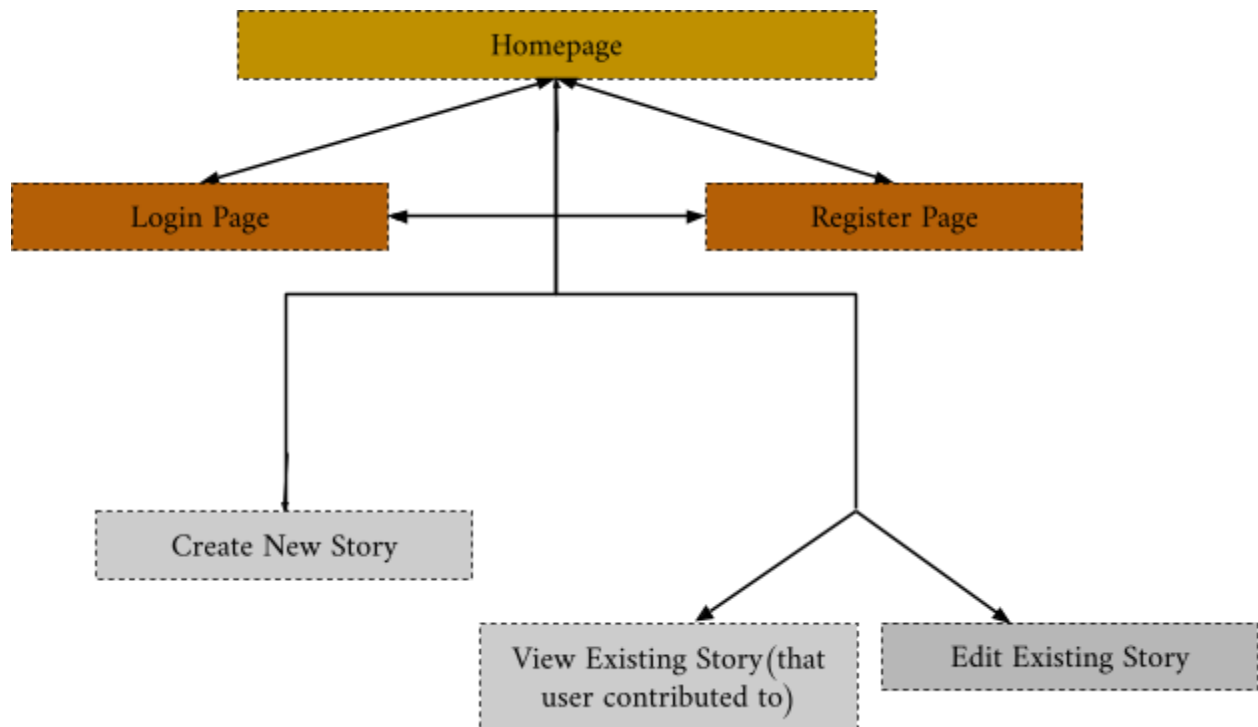 Homepage
Login Page
Register Page
Create New Story
View Existing Story(that
user contributed to)
Edit Existing Story